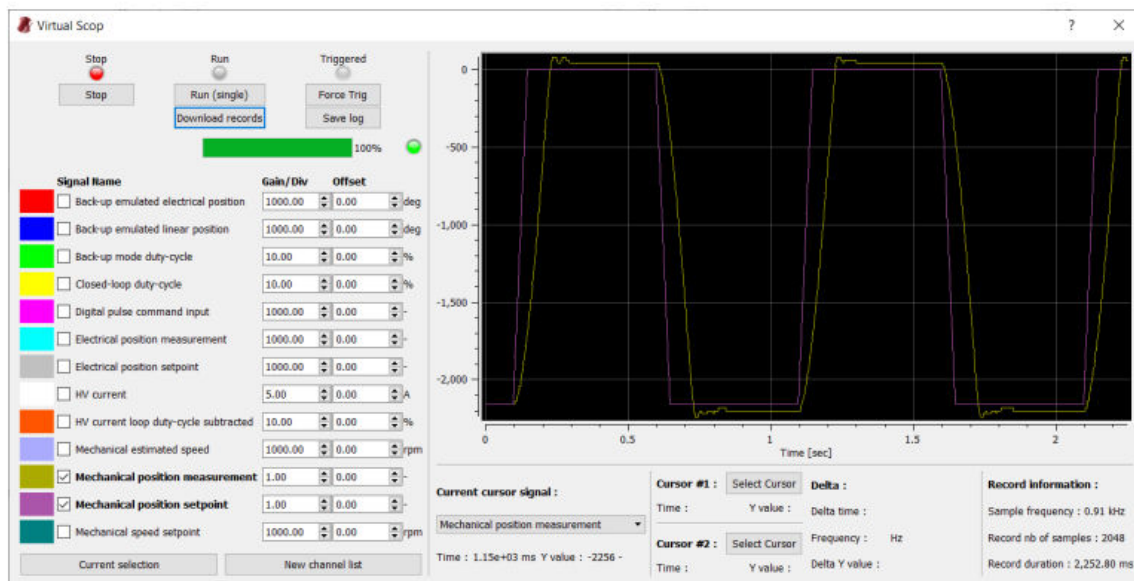 Virtual Scop
? ×
Stop Run Triggered
Stop Run (single) Force Trig
Download records Save log
100%
Signal Name Gain/Div Offset
Back-up emulated electrical position 1000.00 0.00 deg
Back-up emulated linear position 1000.00 0.00 deg
Back-up mode duty-cycle 10.00 0.00 %
Closed-loop duty-cycle 10.00 0.00 %
Digital pulse command input 1000.00 0.00 -
Electrical position measurement 1000.00 0.00 -
Electrical position setpoint 1000.00 0.00 -
HV current 5.00 0.00 A
HV current loop duty-cycle subtracted 10.00 0.00 %
Mechanical estimated speed 1000.00 0.00 rpm
Mechanical position measurement 1.00 0.00 -
Mechanical position setpoint 1.00 0.00 -
Mechanical speed setpoint 1000.00 0.00 rpm
Current selection New channel list
0
-500
-1,000
-1,500
-2,000
0 0.5 1 1.5 2
Time [sec]
Current cursor signal :
Mechanical position measurement
Time : 1.15e+03 ms Y value : -2256 -
Cursor #1 : Select Cursor
Time : Y value :
Cursor #2 : Select Cursor
Time : Y value :
Delta :
Delta time :
Frequency : Hz
Delta Y value :
Record information :
Sample frequency : 0.91 kHz
Record nb of samples : 2048
Record duration : 2,252.80 ms